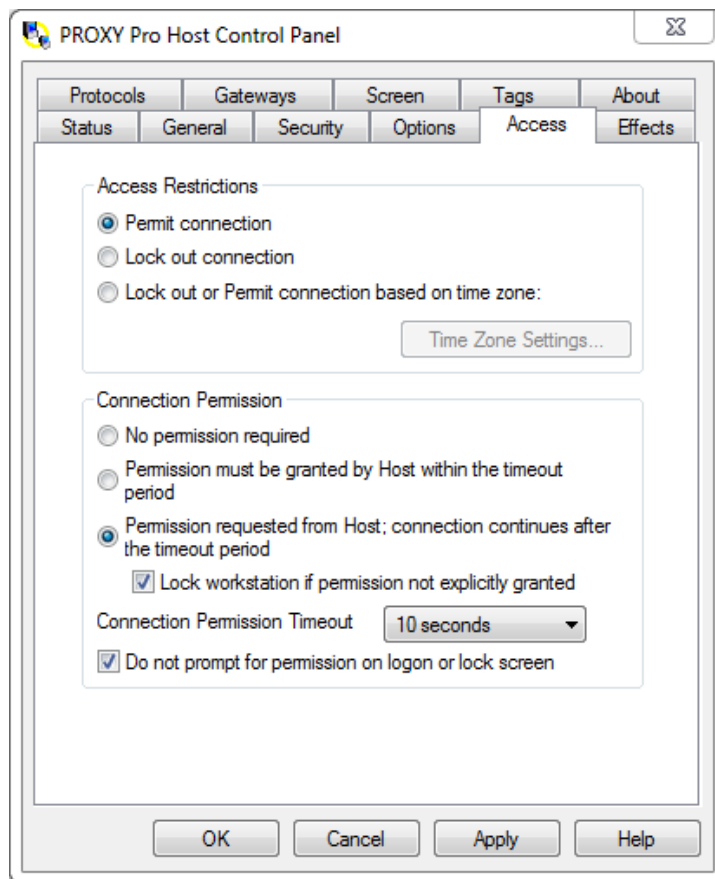 PROXY Pro Host Control Panel
Protocols Gateways Screen Tags About
Status General Security Options Access Effects
Access Restrictions
Permit connection
Lock out connection
Lock out or Permit connection based on time zone:
Time Zone Settings...
Connection Permission
No permission required
Permission must be granted by Host within the timeout
period
Permission requested from Host; connection continues after
the timeout period
Lock workstation if permission not explicitly granted
Connection Permission Timeout 10 seconds
Do not prompt for permission on logon or lock screen
OK Cancel Apply Help